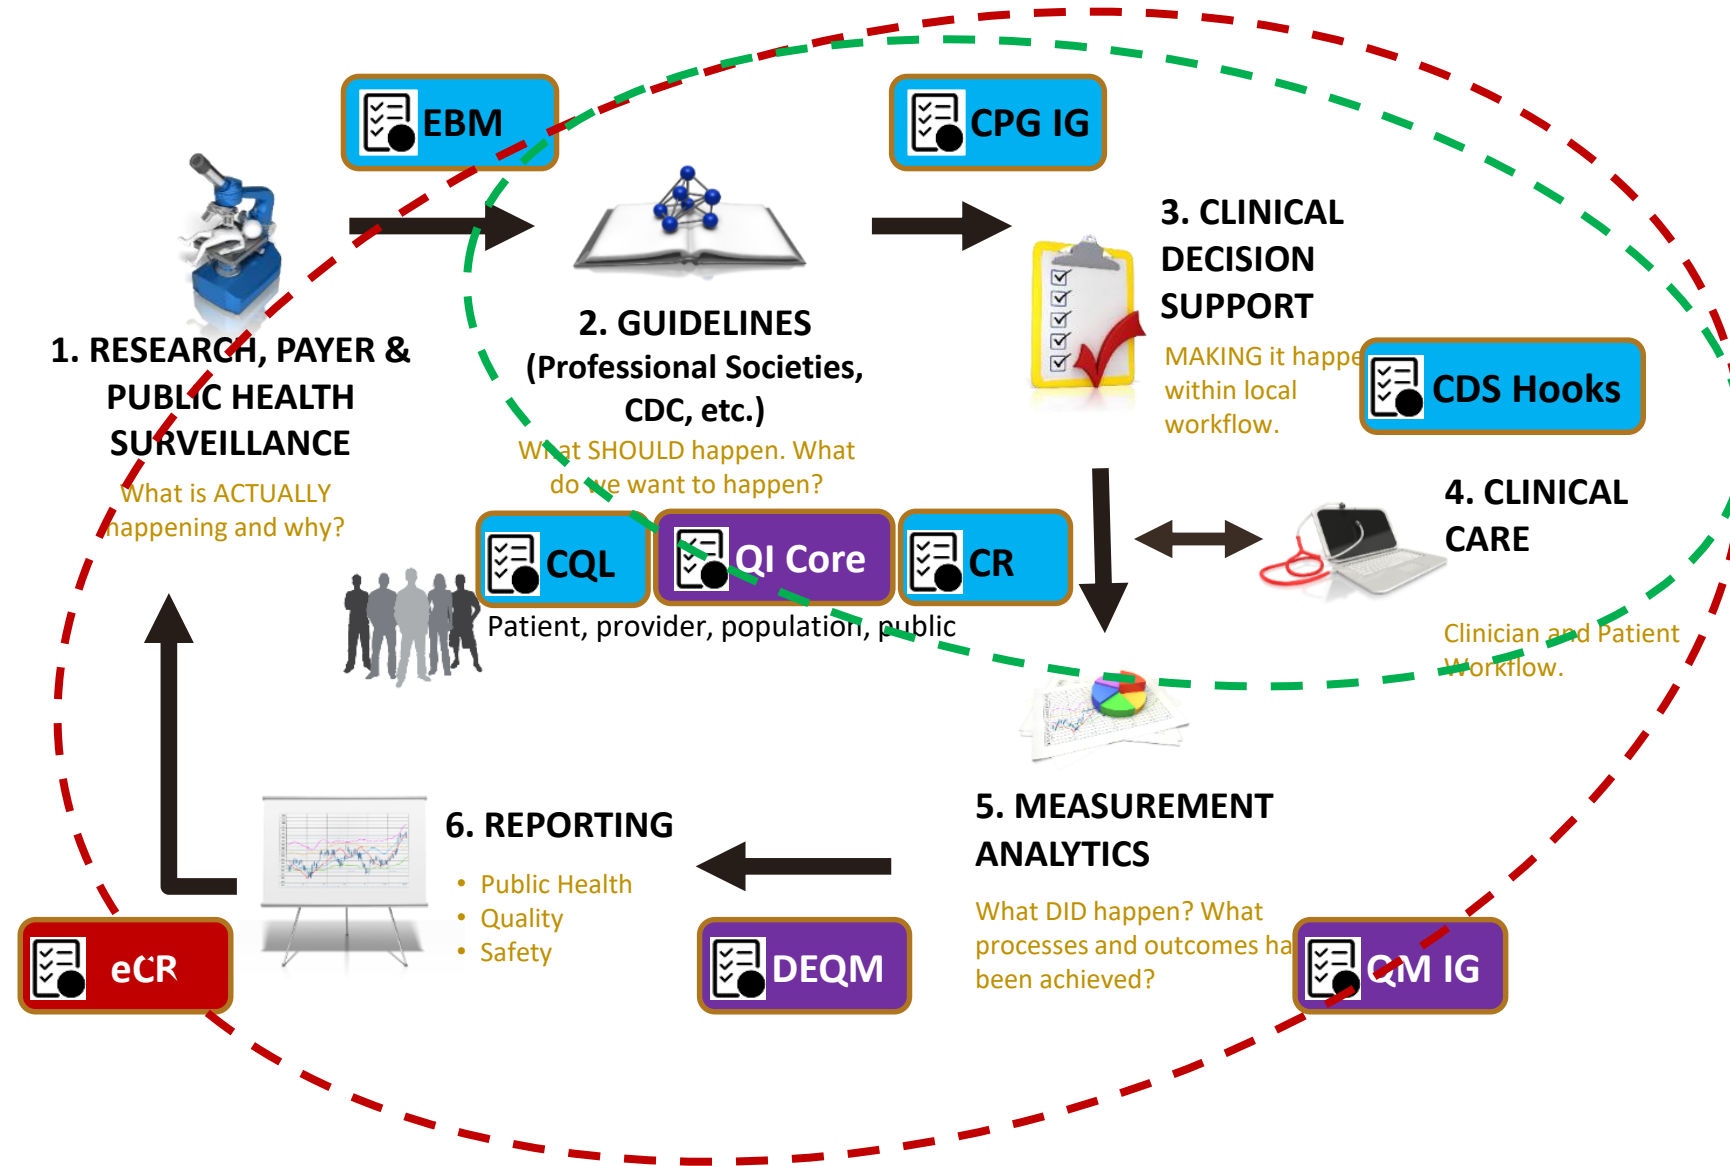 EBM
CPG IG
1. RESEARCH, PAYER &
PUBLIC HEALTH
SURVEILLANCE
What is ACTUALLY
happening and why?
2. GUIDELINES
(Professional Societies,
CDC, etc.)
What SHOULD happen. What
do we want to happen?
3. CLINICAL
DECISION
SUPPORT
MAKING it happe
within local
workflow.
CDS Hooks
4. CLINICAL
CARE
Clinician and Patient
Workflow.
CQL
QI Core
CR
Patient, provider, population, public
5. MEASUREMENT
ANALYTICS
What DID happen? What
processes and outcomes ha
been achieved?
QM IG
6. REPORTING
• Public Health
• Quality
• Safety
DEQM
eCR